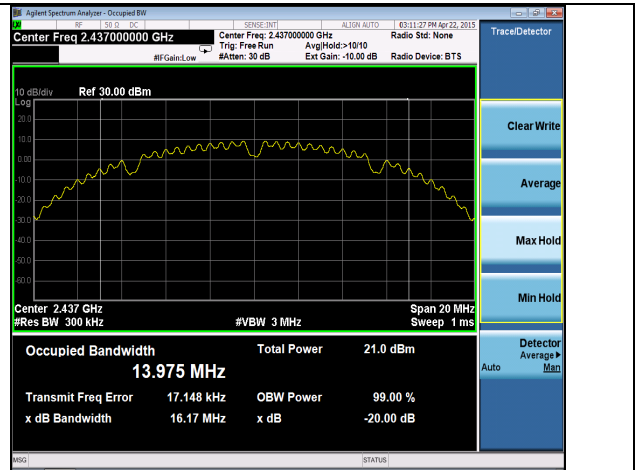 Agilent Spectrum Analyzer - Occupied BW
RF 50 Ω DC SENSE:INT ALIGN AUTO 03:11:27 PM Apr 22, 2015
Center Freq 2.437000000 GHz
Center Freq: 2.437000000 GHz Radio Std: None
Trig: Free Run Avg|Hold:>10/10
#IFGain:Low #Atten: 30 dB Ext Gain: -10.00 dB Radio Device: BTS
10 dB/div Ref 30.00 dBm
Log
20.0
10.0
0.00
-10.0
-20.0
-30.0
-40.0
-50.0
-60.0
Center 2.437 GHz Span 20 MHz
#Res BW 300 kHz #VBW 3 MHz Sweep 1 ms
Occupied Bandwidth Total Power 21.0 dBm
13.975 MHz
Transmit Freq Error 17.148 kHz OBW Power 99.00 %
x dB Bandwidth 16.17 MHz x dB -20.00 dB
MSG STATUS
Trace/Detector
Clear Write
Average
Max Hold
Min Hold
Detector
Average
Auto Man